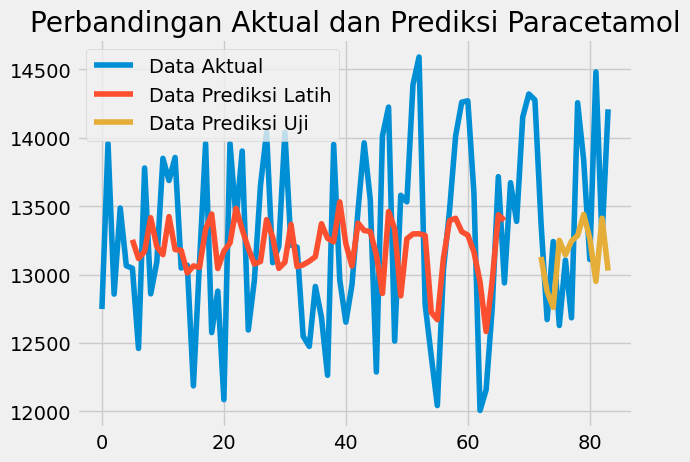 Perbandingan Aktual dan Prediksi Paracetamol
Data Aktual
Data Prediksi Latih
Data Prediksi Uji
14500
14000
13500
13000
12500
12000
0 20 40 60 80